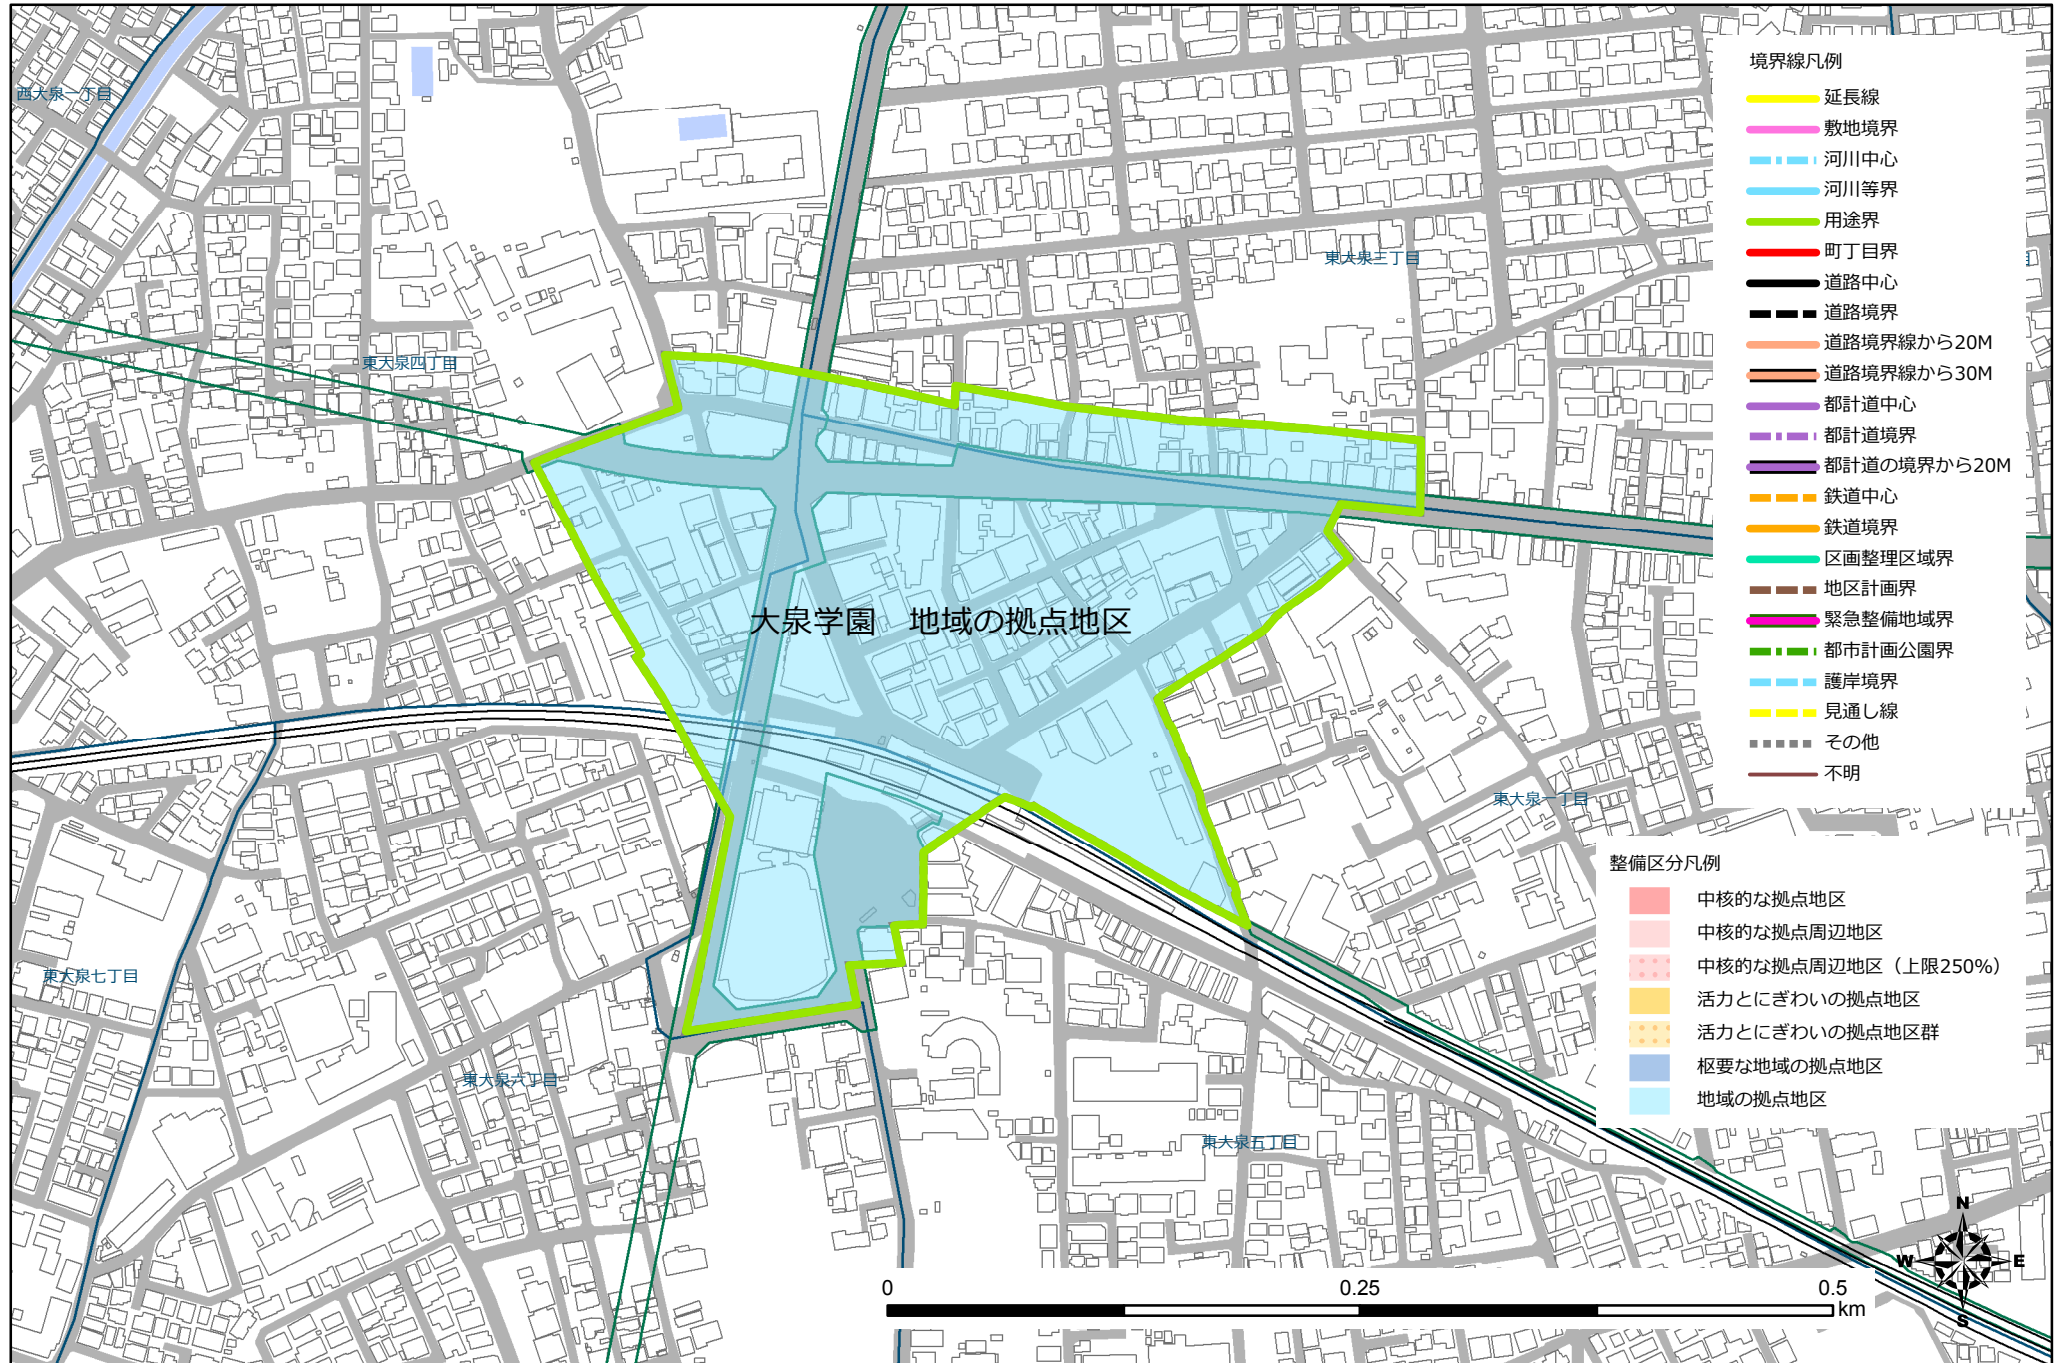 西大泉一丁目
東大泉三丁目
目
東大泉四丁目
大泉学園　地域の拠点地区
東大泉一丁目
東大泉七丁目
東大泉六丁目
東大泉五丁目
境界線凡例
延長線
敷地境界
河川中心
河川等界
用途界
町丁目界
道路中心
道路境界
道路境界線から20M
道路境界線から30M
都計道中心
都計道境界
都計道の境界から20M
鉄道中心
鉄道境界
区画整理区域界
地区計画界
緊急整備地域界
都市計画公園界
護岸境界
見通し線
その他
不明
整備区分凡例
中核的な拠点地区
中核的な拠点周辺地区
中核的な拠点周辺地区（上限250%）
活力とにぎわいの拠点地区
活力とにぎわいの拠点地区群
枢要な地域の拠点地区
地域の拠点地区
N
W E
S
0 0.25 0.5
km